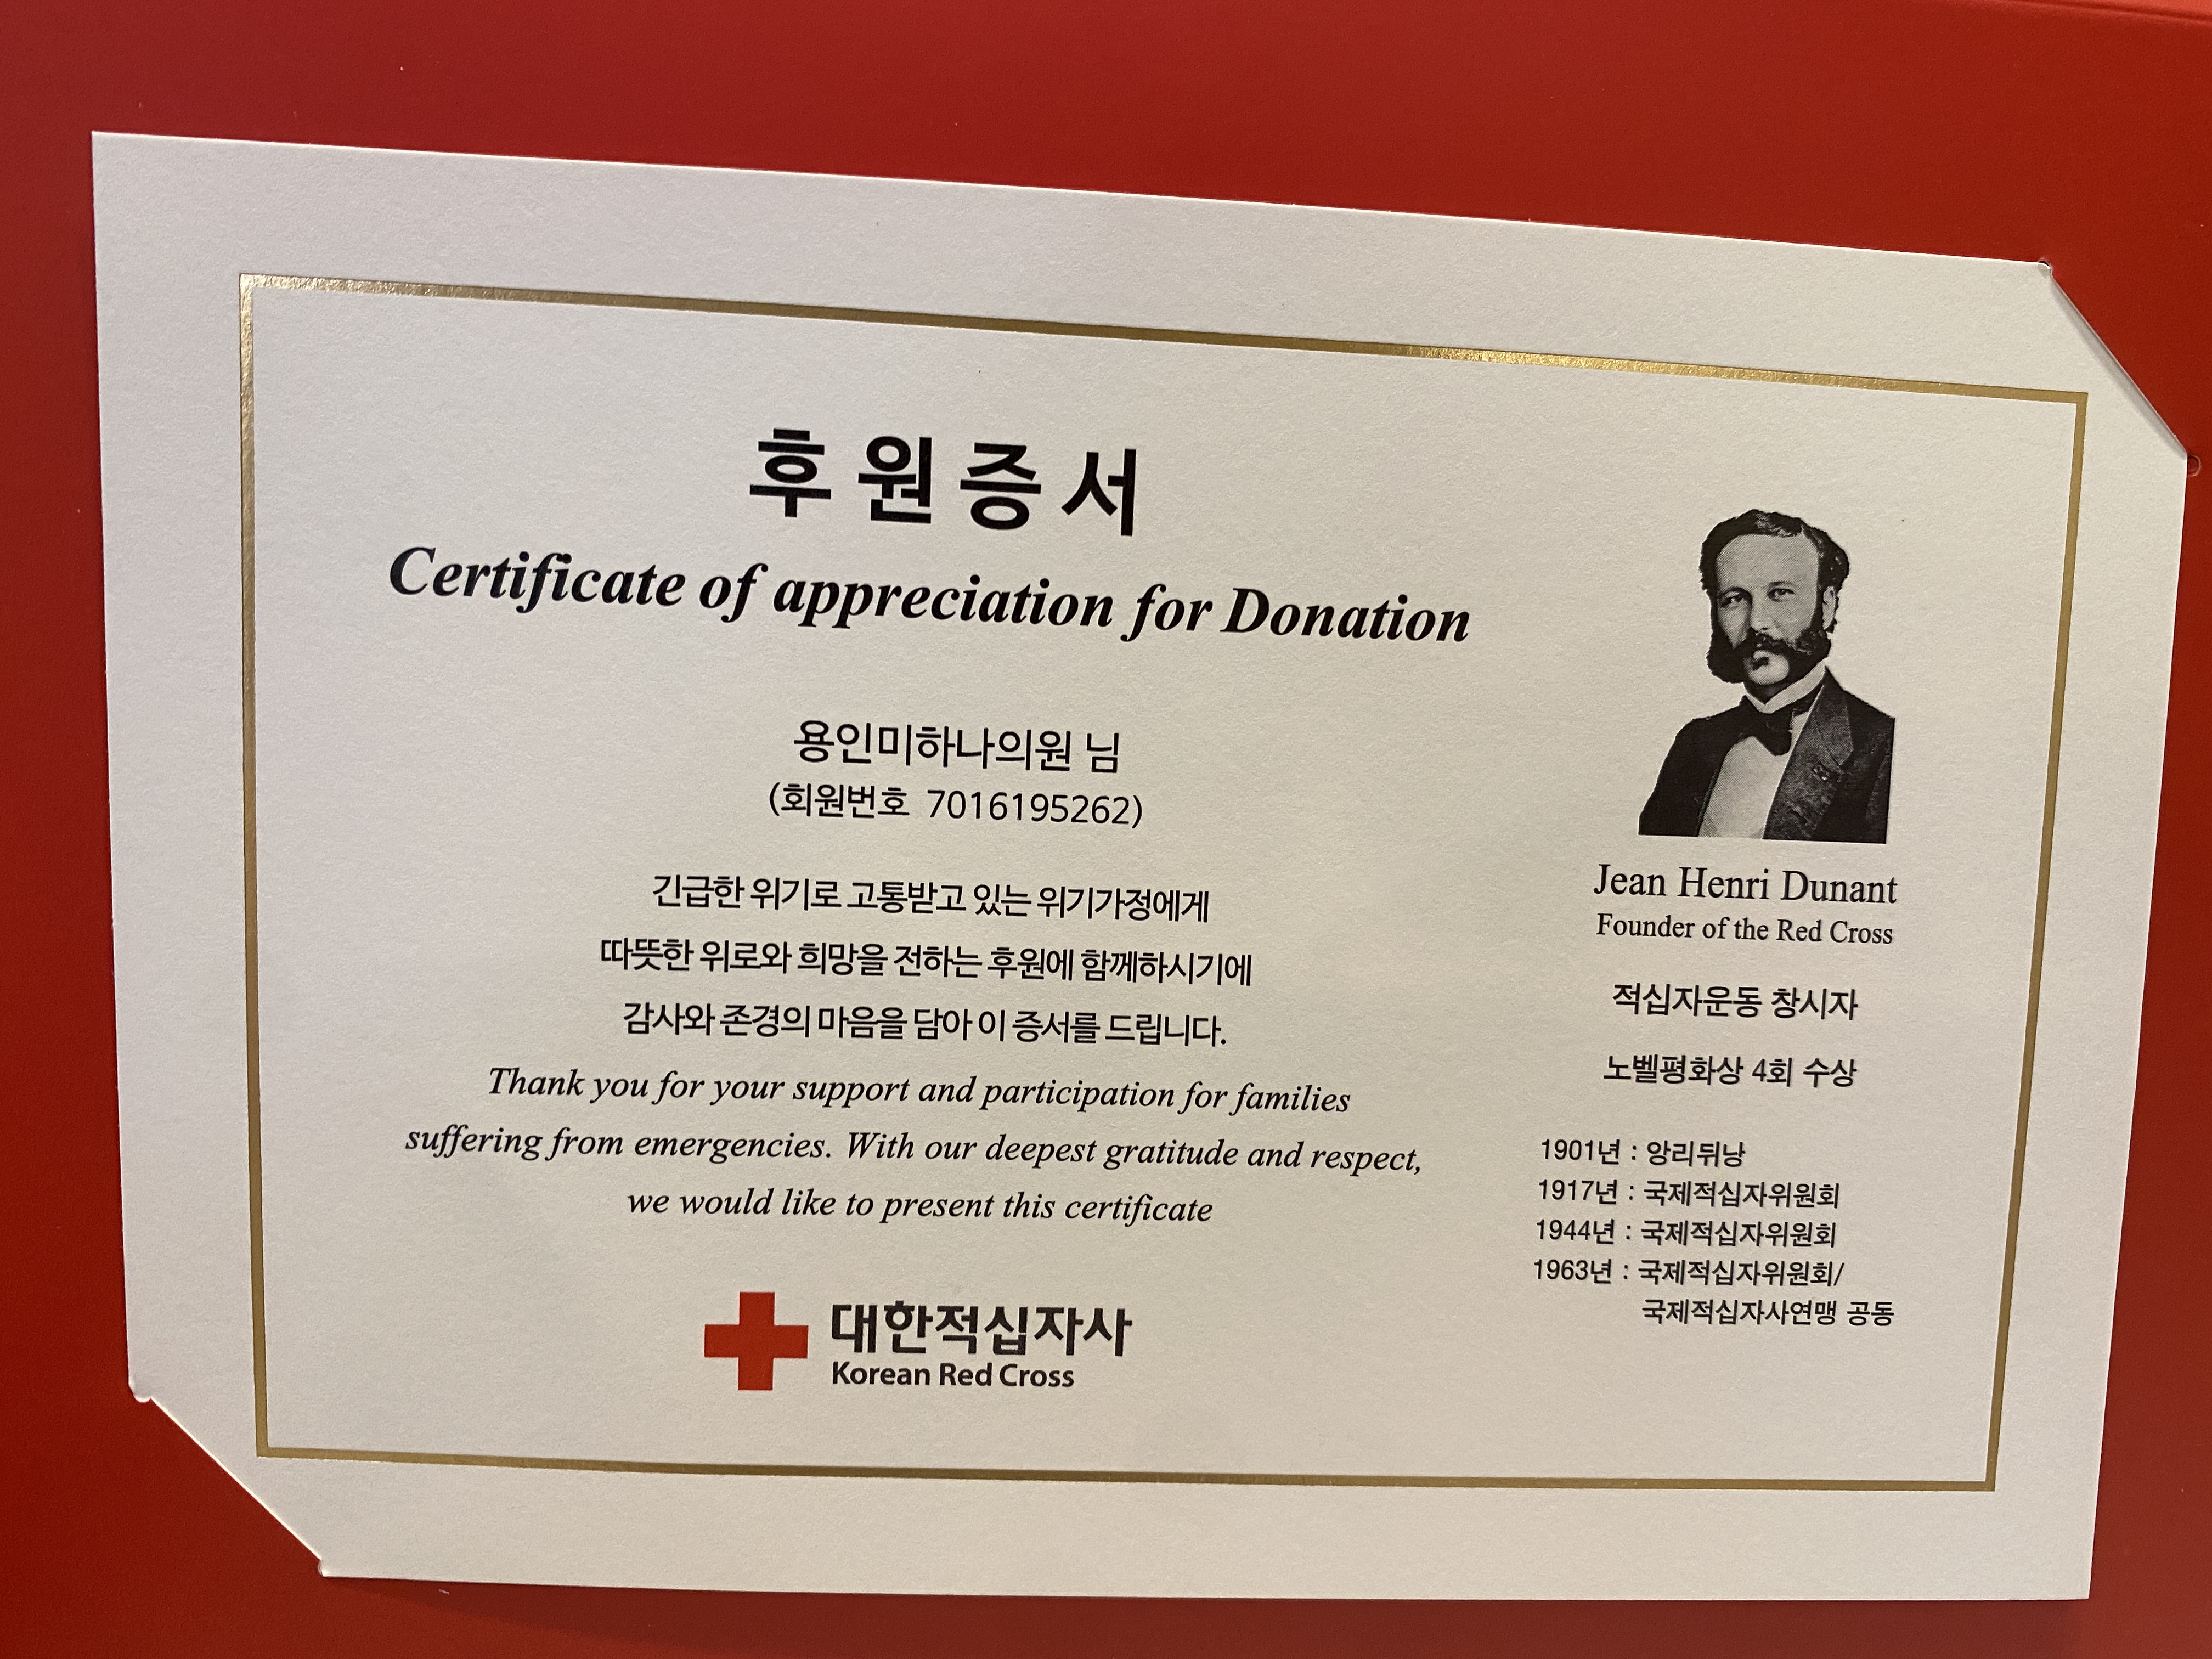 후원증서
Certificate of appreciation for Donation
용인미하나의원 님
(회원번호 7016195262)
긴급한 위기로 고통받고 있는 위기가정에게
따뜻한 위로와 희망을 전하는 후원에 함께하시기에
감사와 존경의 마음을 담아 이 증서를 드립니다.
Thank you for your support and participation for families
suffering from emergencies. With our deepest gratitude and respect,
we would like to present this certificate
대한적십자사
Korean Red Cross
Jean Henri Dunant
Founder of the Red Cross
적십자운동 창시자
노벨평화상 4회 수상
1901년 : 앙리뒤낭
1917년 : 국제적십자위원회
1944년 : 국제적십자위원회
1963년 : 국제적십자위원회/
국제적십자사연맹 공동